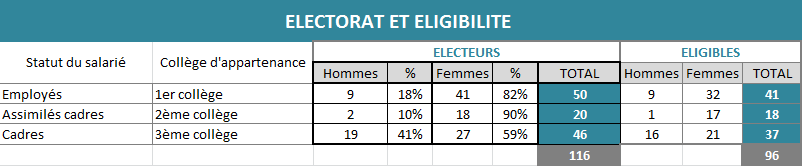 ELECTORAT ET ELIGIBILITE
Statut du salarié Collège d'appartenance ELECTEURS ELIGIBLES
Hommes % Femmes % TOTAL Hommes Femmes TOTAL
Employés 1er collège 9 18% 41 82% 50 9 32 41
Assimilés cadres 2ème collège 2 10% 18 90% 20 1 17 18
Cadres 3ème collège 19 41% 27 59% 46 16 21 37
116 96